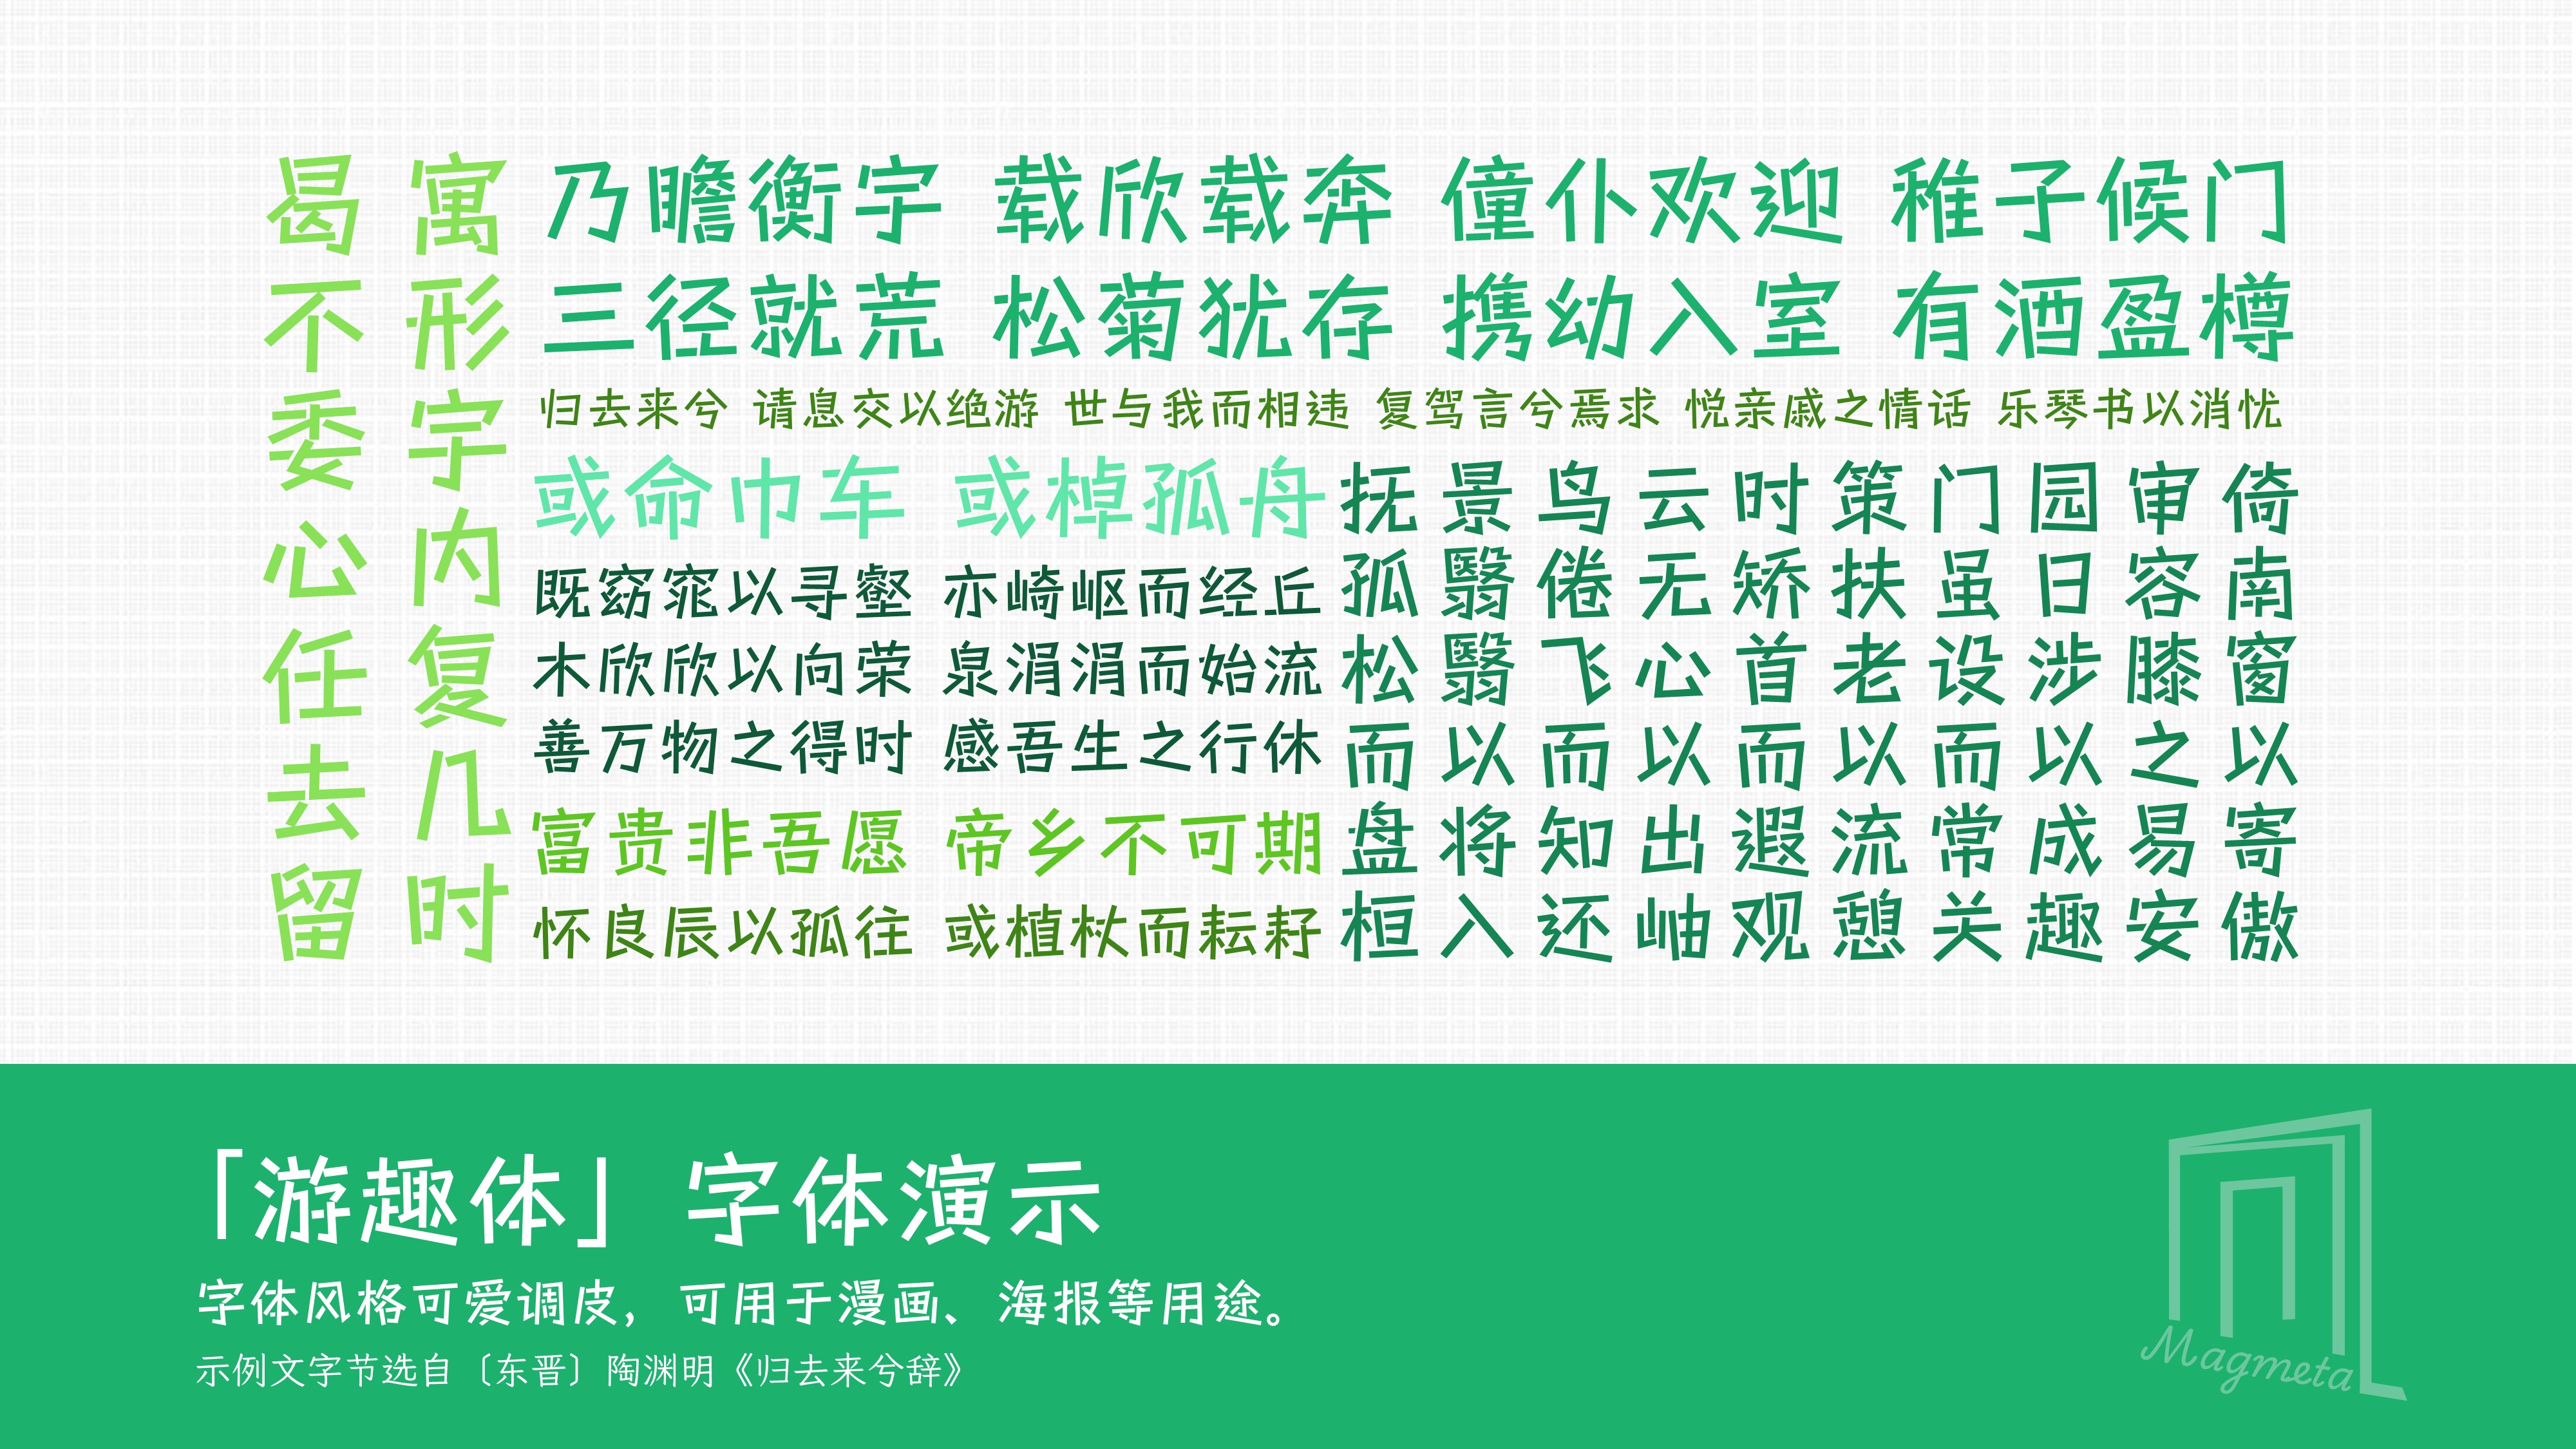 乃瞻衡宇 载欣载奔 僮仆欢迎 稚子候门
三径就荒 松菊犹存 携幼入室 有酒盈樽
倚南窗以寄傲
审容膝之易安
园日涉以成趣
门虽设而常关
策扶老以流憩
时矫首而遐观
云无心以出岫
鸟倦飞而知还
景翳翳以将入
抚孤松而盘桓
归去来兮 请息交以绝游 世与我而相违 复驾言兮焉求 悦亲戚之情话 乐琴书以消忧
或命巾车 或棹孤舟
既窈窕以寻壑 亦崎岖而经丘
木欣欣以向荣 泉涓涓而始流
善万物之得时 感吾生之行休
寓形宇内复几时
曷不委心任去留
富贵非吾愿 帝乡不可期
怀良辰以孤往 或植杖而耘耔
「游趣体」字体演示
字体风格可爱调皮，可用于漫画、海报等用途。
示例文字节选自〔东晋〕陶渊明《归去来兮辞》
Magmeta